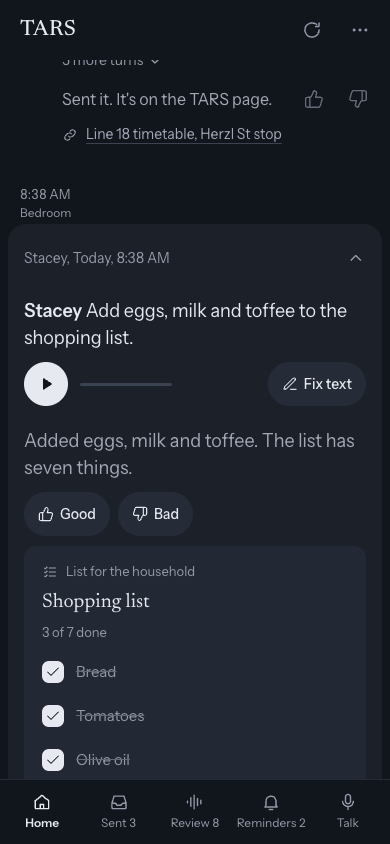 TARS
5 more turns
Sent it. It's on the TARS page.
Line 18 timetable, Herzl St stop
8:38 AM
Bedroom
Stacey, Today, 8:38 AM
Stacey Add eggs, milk and toffee to the
shopping list.
Fix text
Added eggs, milk and toffee. The list has
seven things.
Good
Bad
List for the household
Shopping list
3 of 7 done
Bread
Tomatoes
Olive oil
Home
Sent 3
Review 8
Reminders 2
Talk